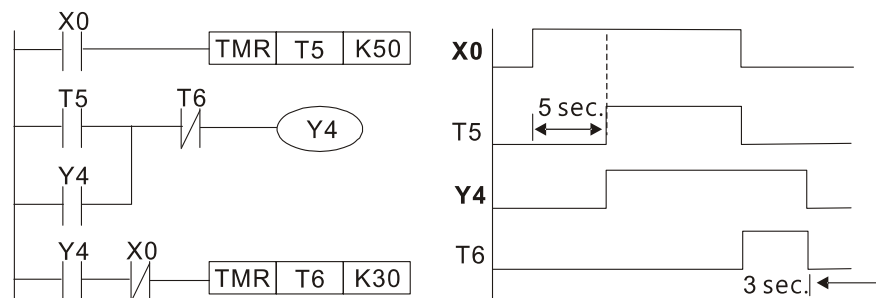 X0
TMR T5 K50
T5
T6
Y4
Y4
Y4
X0
TMR T6 K30
X0
5 sec.
T5
Y4
T6
3 sec.